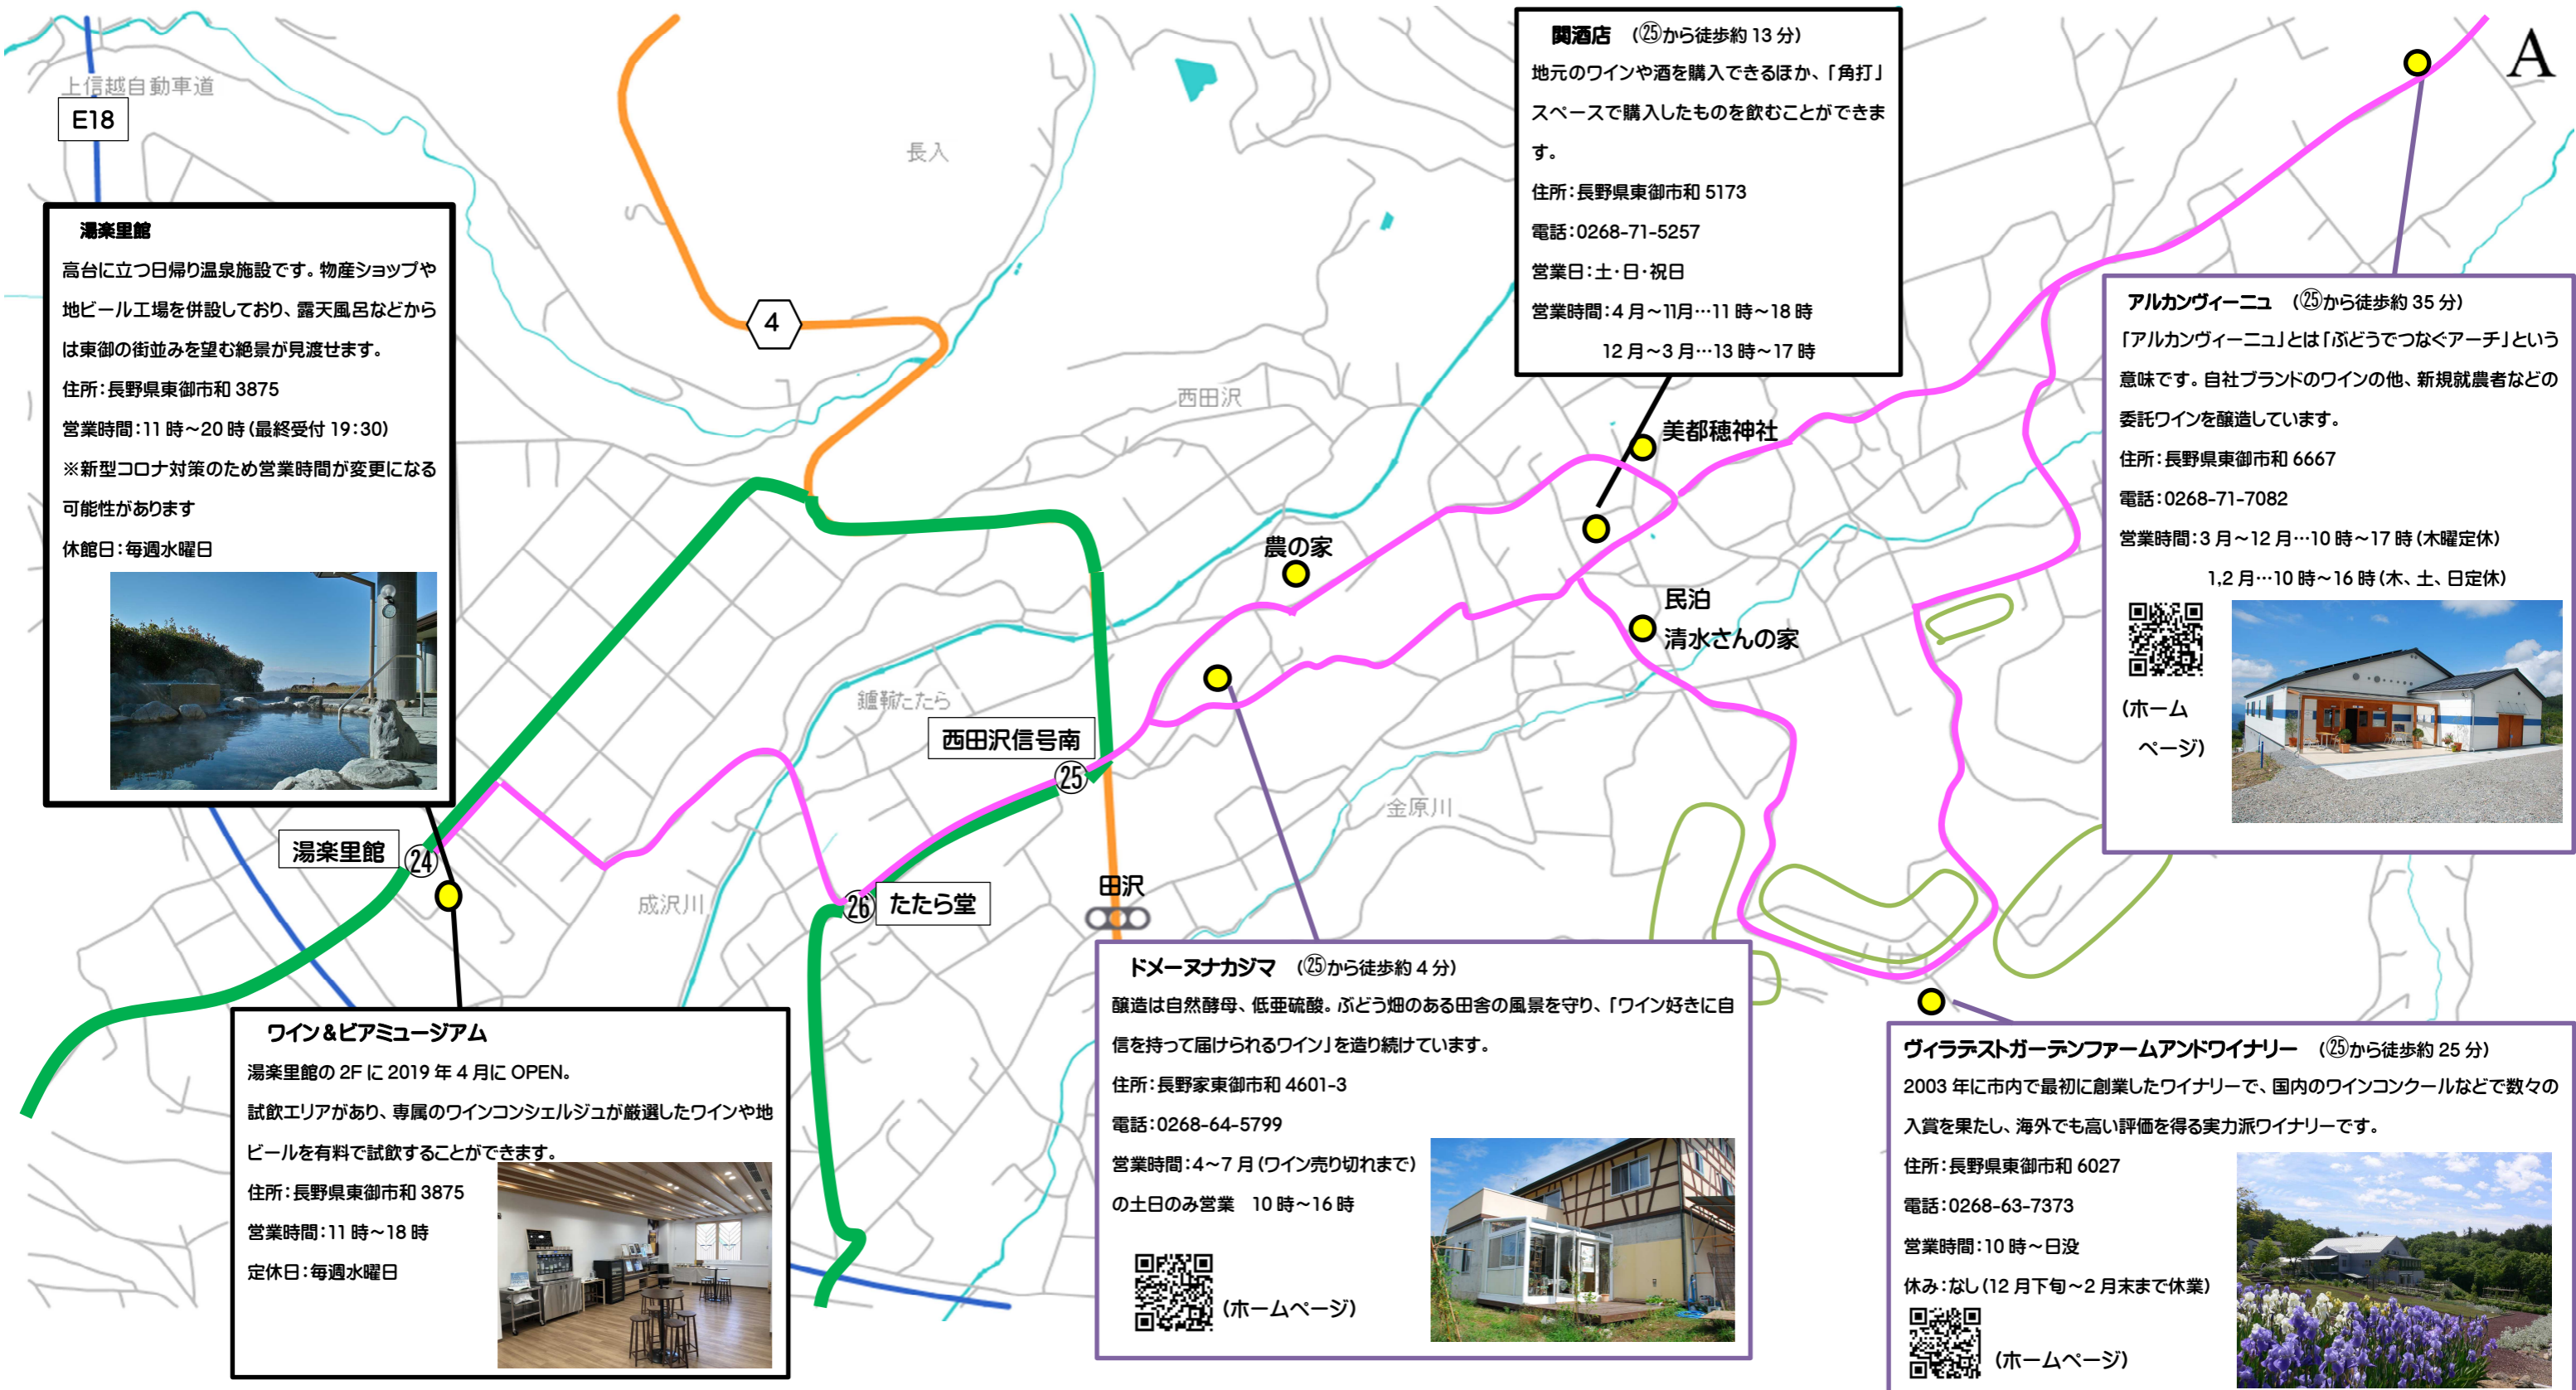 上信越自動車道
E18
長入
A
関酒店 (㉕から徒歩約 13 分)
地元のワインや酒を購入できるほか、「角打」
スペースで購入したものを飲むことができま
す。
住所:長野県東御市和 5173
電話:0268-71-5257
営業日:土・日・祝日
営業時間:4 月～11月…11 時～18 時
12 月～3 月…13 時～17 時
湯楽里館
高台に立つ日帰り温泉施設です。物産ショップや
地ビール工場を併設しており、露天風呂などから
は東御の街並みを望む絶景が見渡せます。
住所:長野県東御市和 3875
営業時間:11 時～20 時(最終受付 19:30)
※新型コロナ対策のため営業時間が変更になる
可能性があります
休館日:毎週水曜日
4
西田沢
美都穂神社
農の家
民泊
清水さんの家
アルカンヴィーニュ (㉕から徒歩約 35 分)
「アルカンヴィーニュ」とは「ぶどうでつなぐアーチ」という
意味です。自社ブランドのワインの他、新規就農者などの
委託ワインを醸造しています。
住所:長野県東御市和 6667
電話:0268-71-7082
営業時間:3 月～12 月…10 時～17 時(木曜定休)
1,2 月…10 時～16 時(木、土、日定休)
(ホーム
ページ)
鑪䩺たたら
西田沢信号南
㉕
金原川
湯楽里館
㉔
成沢川
㉖
たたら堂
田沢
ワイン&ビアミュージアム
湯楽里館の 2F に 2019 年 4 月に OPEN。
試飲エリアがあり、専属のワインコンシェルジュが厳選したワインや地
ビールを有料で試飲することができます。
住所:長野県東御市和 3875
営業時間:11 時～18 時
定休日:毎週水曜日
ドメーヌナカジマ (㉕から徒歩約 4 分)
醸造は自然酵母、低亜硫酸。ぶどう畑のある田舎の風景を守り、「ワイン好きに自
信を持って届けられるワイン」を造り続けています。
住所:長野家東御市和 4601-3
電話:0268-64-5799
営業時間:4～7 月(ワイン売り切れまで)
の土日のみ営業 10 時～16 時
(ホームページ)
ヴィラデストガーデンファームアンドワイナリー (㉕から徒歩約 25 分)
2003 年に市内で最初に創業したワイナリーで、国内のワインコンクールなどで数々の
入賞を果たし、海外でも高い評価を得る実力派ワイナリーです。
住所:長野県東御市和 6027
電話:0268-63-7373
営業時間:10 時～日没
休み:なし(12 月下旬～2 月末まで休業)
(ホームページ)